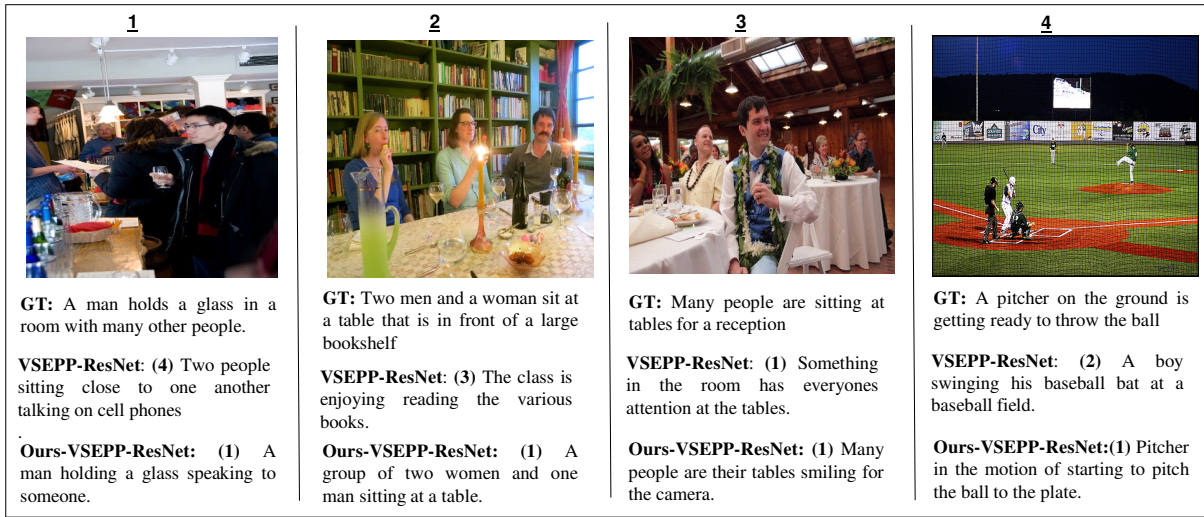 1
2
3
4
City
GT: A man holds a glass in a
room with many other people.
VSEPP-ResNet: (4) Two people
sitting close to one another
talking on cell phones
.
Ours-VSEPP-ResNet: (1) A
man holding a glass speaking to
someone.
GT: Two men and a woman sit at
a table that is in front of a large
bookshelf
VSEPP-ResNet: (3) The class is
enjoying reading the various
books.
Ours-VSEPP-ResNet: (1) A
group of two women and one
man sitting at a table.
GT: Many people are sitting at
tables for a reception
VSEPP-ResNet: (1) Something
in the room has everyones
attention at the tables.
Ours-VSEPP-ResNet: (1) Many
people are their tables smiling for
the camera.
GT: A pitcher on the ground is
getting ready to throw the ball
VSEPP-ResNet: (2) A boy
swinging his baseball bat at a
baseball field.
Ours-VSEPP-ResNet:(1) Pitcher
in the motion of starting to pitch
the ball to the plate.